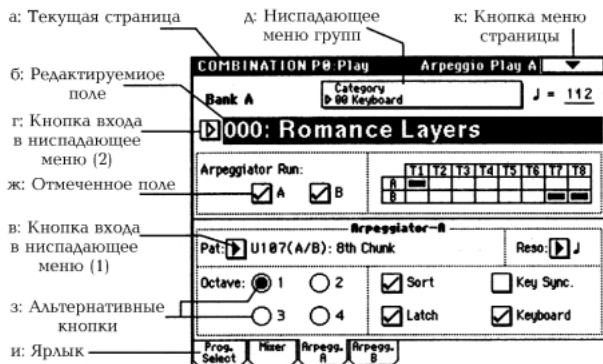 а: Текущая страница
д: Ниспадающее
меню групп
к: Кнопка меню
страницы
COMBINATION P0:Play Arpeggio Play A
б: Редактируемиое
поле
Bank A
Category
00 Keyboard
♩ = 112
г: Кнопка входа
в ниспадающее
меню (2)
000: Romance Layers
Arpeggiator Run:
A B
T1 T2 T3 T4 T5 T6 T7 T8
A
B
ж: Отмеченное поле
в: Кнопка входа
в ниспадающее
меню (1)
Arpeggiator-A
Pat: U107(A/B): 8th Chunk Reso: ♩
Octave: 1 2 Sort Key Sync.
3 4 Latch Keyboard
з: Альтернативные
кнопки
и: Ярлык
Prog. Select Mixer Arpegg. A Arpegg. B